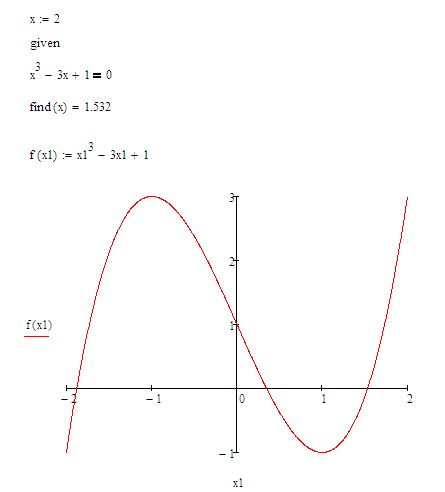 x := 2
given
x³ − 3x + 1 = 0
find(x) = 1.532
f(x1) := x1³ − 3x1 + 1
3
2
f(x1)
1
−2 −1 0 1 2
−1
x1